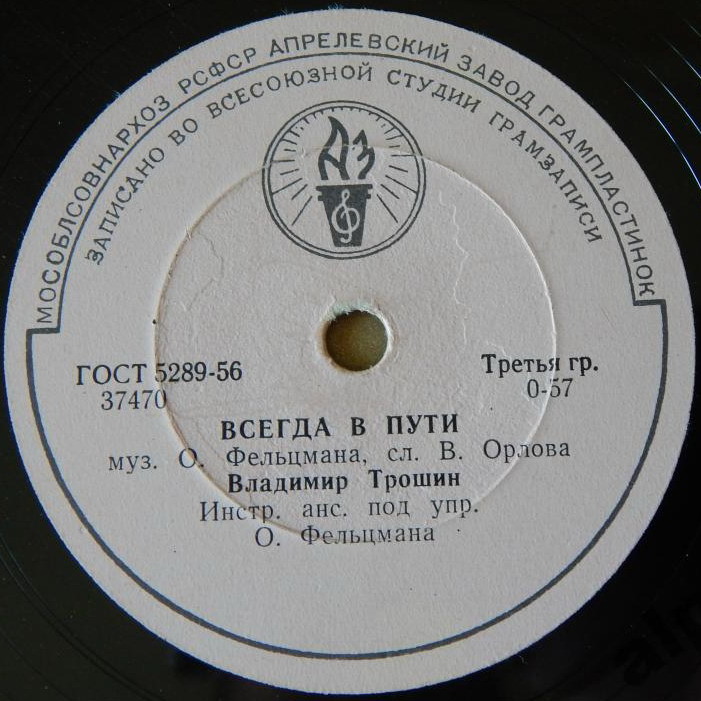 МОСОБЛСОВНАРХОЗ РСФСР АПРЕЛЕВСКИЙ ЗАВОД ГРАМПЛАСТИНОК
ЗАПИСАНО ВО ВСЕСОЮЗНОЙ СТУДИИ ГРАМЗАПИСИ
АЗ
ГОСТ 5289-56
37470
Третья гр.
0-57
ВСЕГДА В ПУТИ
муз. О. Фельцмана, сл. В. Орлова
Владимир Трошин
Инстр. анс. под упр.
О. Фельцмана